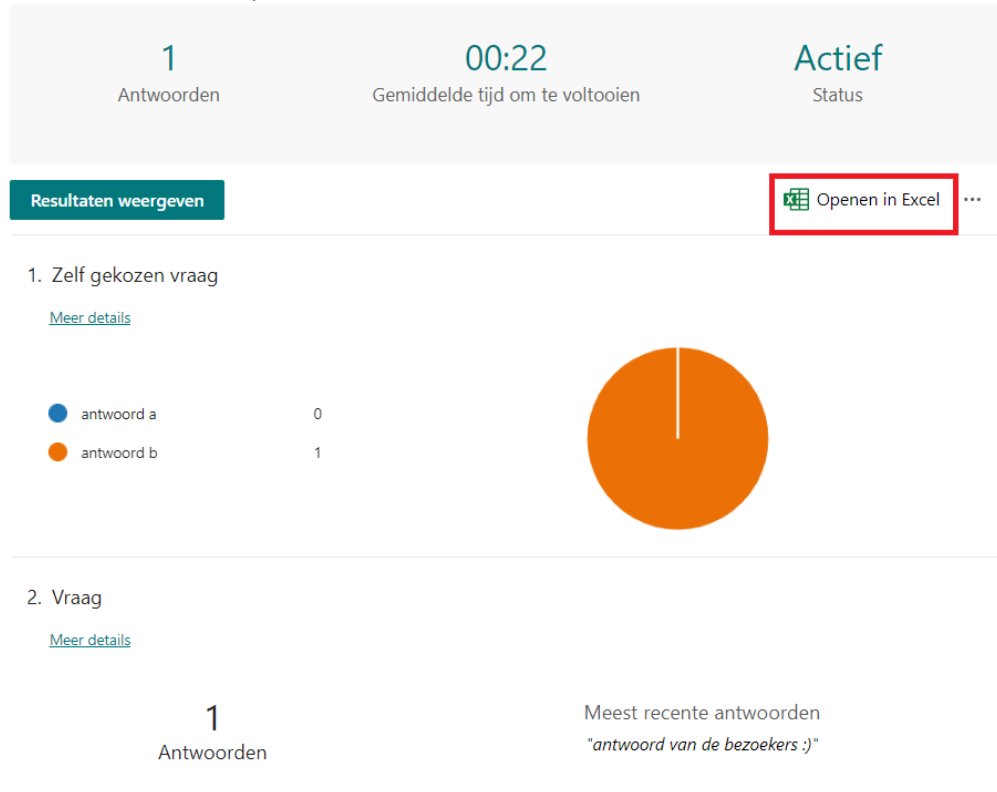 1
Antwoorden
00:22
Gemiddelde tijd om te voltooien
Actief
Status
Resultaten weergeven
Openen in Excel
...
1. Zelf gekozen vraag
Meer details
antwoord a 0
antwoord b 1
2. Vraag
Meer details
1
Antwoorden
Meest recente antwoorden
"antwoord van de bezoekers :)"